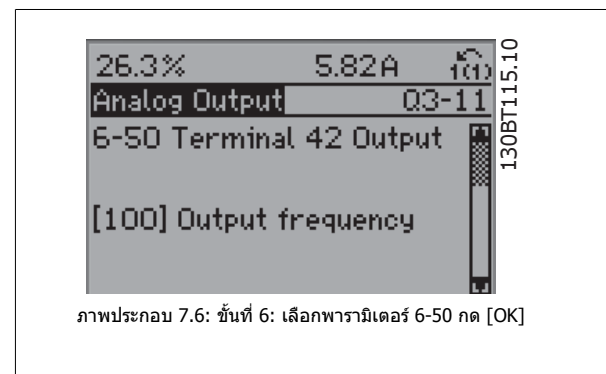 26.3% 5.82A 1(1)
Analog Output Q3-11
6-50 Terminal 42 Output
[100] Output frequency
130BT115.10
ภาพประกอบ 7.6: ขั้นที่ 6: เลือกพารามิเตอร์ 6-50 กด [OK]